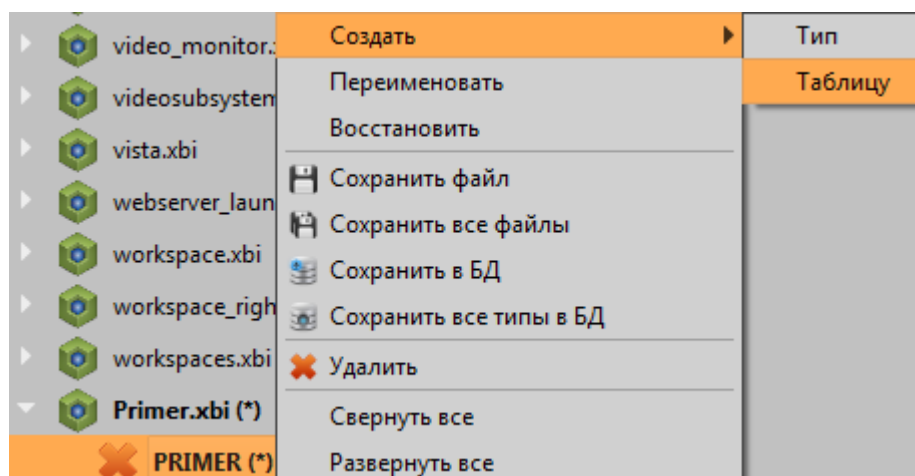 video_monitor.
videosubsystem
vista.xbi
webserver_laun
workspace.xbi
workspace_righ
workspaces.xbi
Primer.xbi (*)
PRIMER (*)
Создать
Переименовать
Восстановить
Сохранить файл
Сохранить все файлы
Сохранить в БД
Сохранить все типы в БД
Удалить
Свернуть все
Развернуть все
Тип
Таблицу